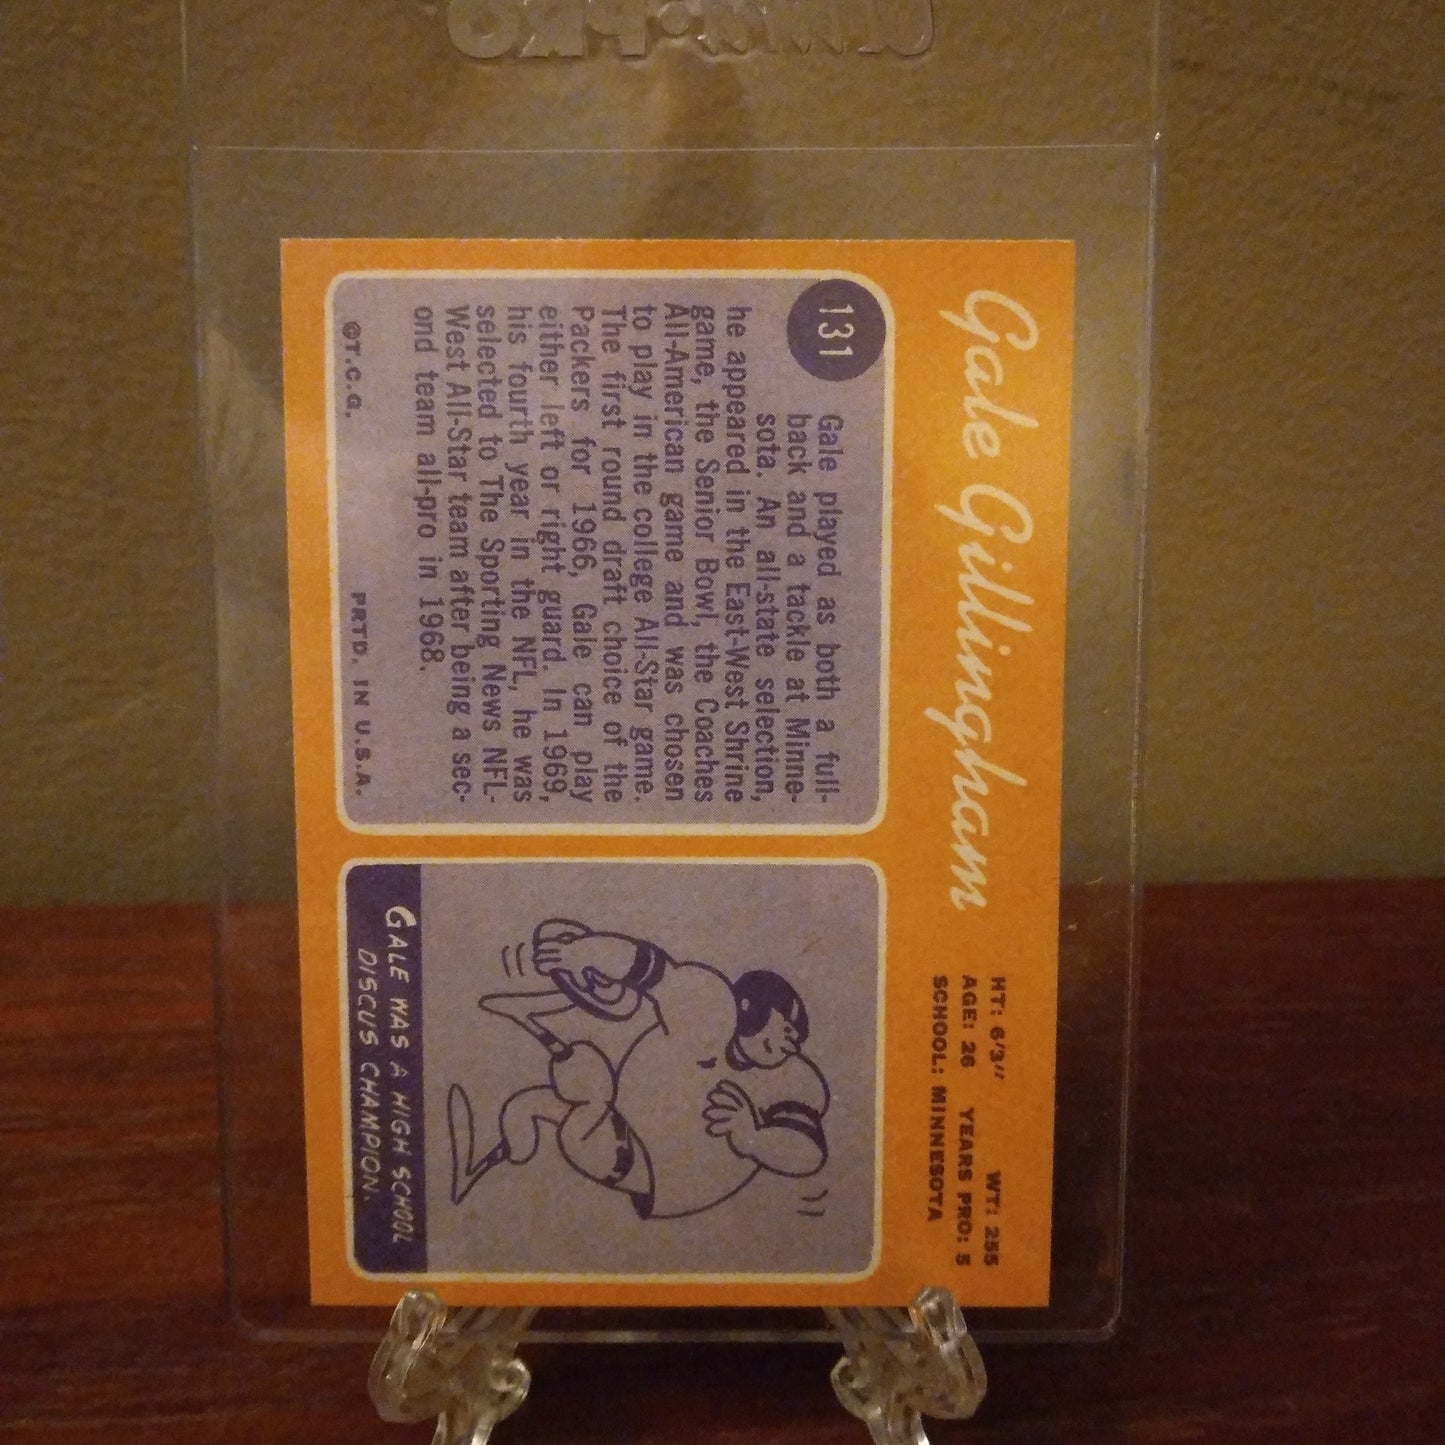 ULTRA•PRO
Gale Gillingham
HT: 6'3" WT: 255
AGE: 26 YEARS PRO: 5
SCHOOL: MINNESOTA
131
Gale played as both a full-
back and a tackle at Minne-
sota. An all-state selection,
he appeared in the East-West Shrine
game, the Senior Bowl, the Coaches
All-American game and was chosen
to play in the college All-Star game.
The first round draft choice of the
Packers for 1966, Gale can play
either left or right guard. In 1969,
his fourth year in the NFL, he was
selected to The Sporting News NFL-
West All-Star team after being a sec-
ond team all-pro in 1968.
©T.C.G. PRTD. IN U.S.A.
GALE WAS A HIGH SCHOOL
DISCUS CHAMPION.